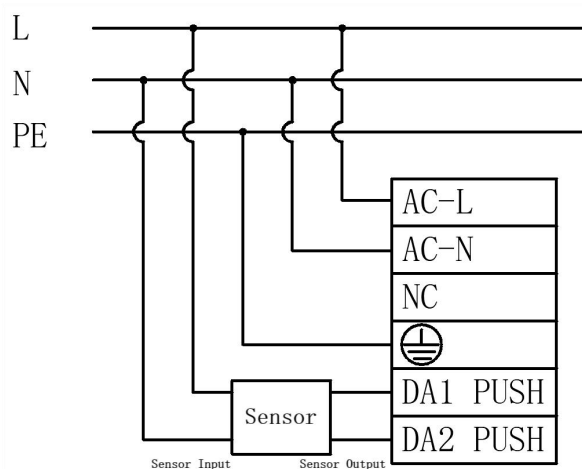 L
N
PE
AC-L
AC-N
NC
DA1 PUSH
Sensor
DA2 PUSH
Sensor Input
Sensor Output